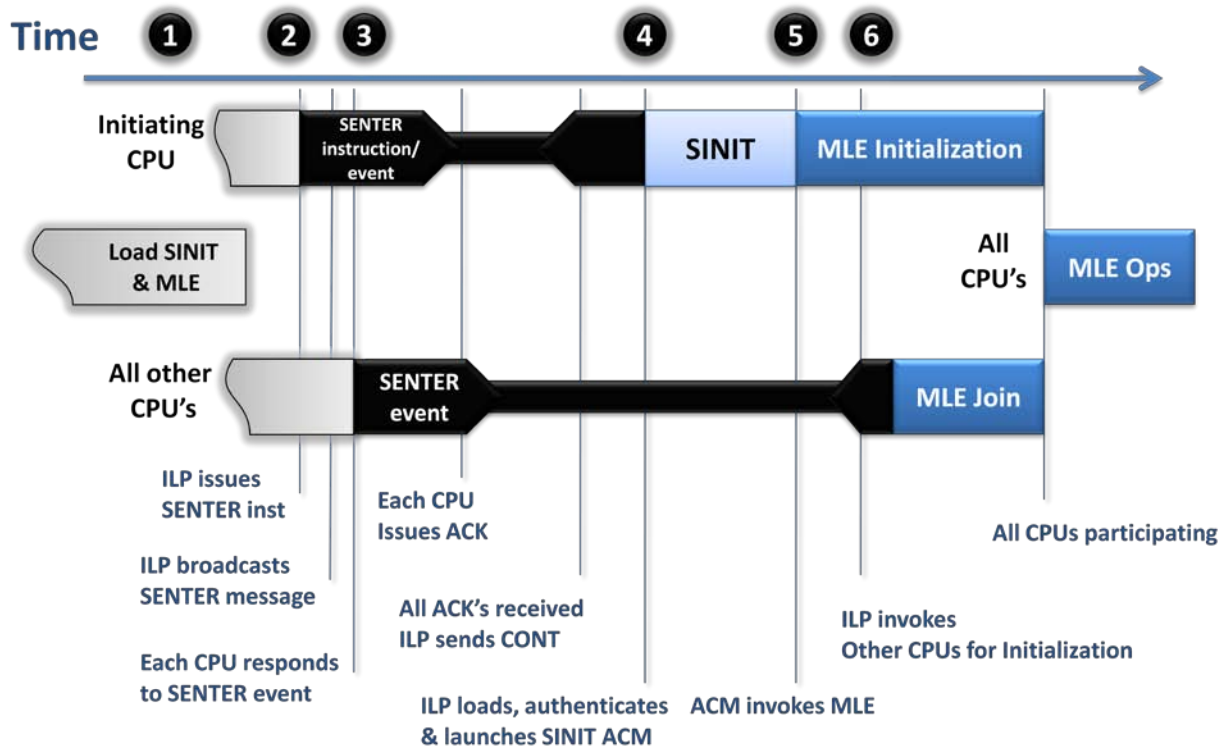 Time
1
2
3
4
5
6
Initiating
CPU
SENTER
instruction/
event
SINIT
MLE Initialization
Load SINIT
& MLE
All
CPU's
MLE Ops
All other
CPU's
SENTER
event
MLE Join
ILP issues
SENTER inst
Each CPU
Issues ACK
All CPUs participating
ILP broadcasts
SENTER message
All ACK's received
ILP sends CONT
ILP invokes
Other CPUs for Initialization
Each CPU responds
to SENTER event
ILP loads, authenticates
& launches SINIT ACM
ACM invokes MLE